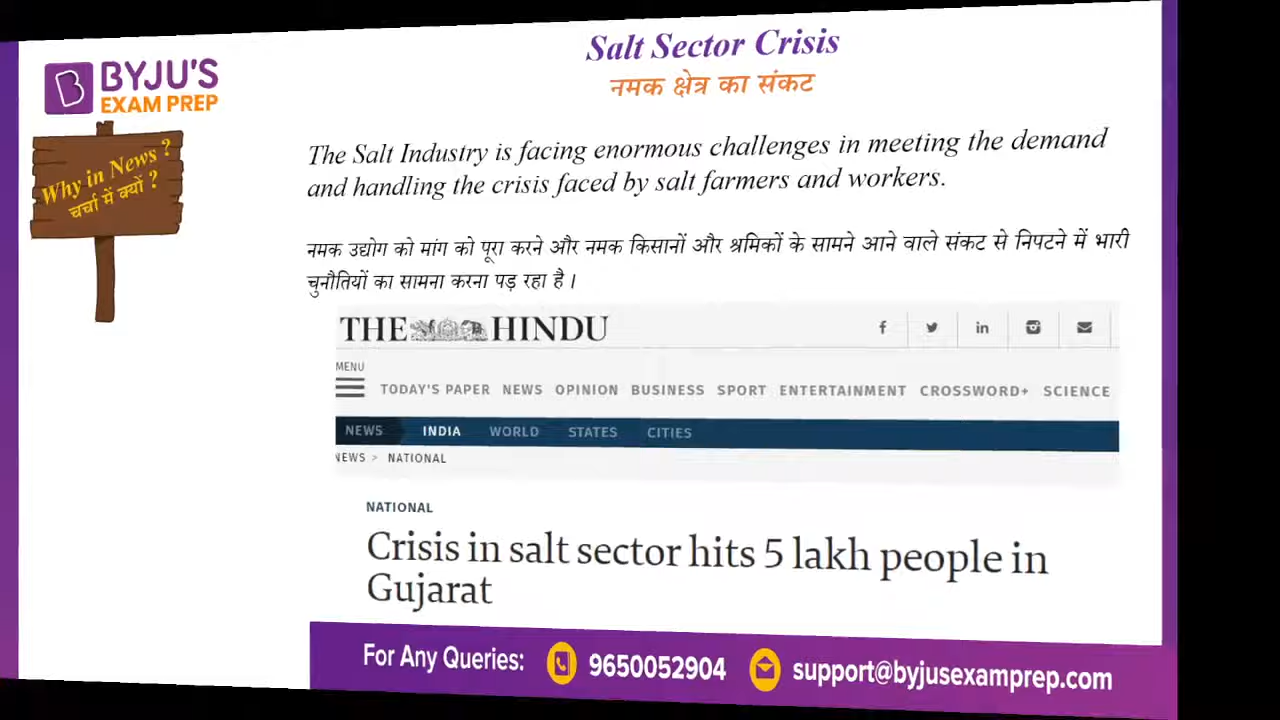 BYJU'S
EXAM PREP
Why in News ?
चर्चा में क्यों ?
Salt Sector Crisis
नमक क्षेत्र का संकट
The Salt Industry is facing enormous challenges in meeting the demand
and handling the crisis faced by salt farmers and workers.
नमक उद्योग को मांग को पूरा करने और नमक किसानों और श्रमिकों के सामने आने वाले संकट से निपटने में भारी
चुनौतियों का सामना करना पड़ रहा है ।
THE HINDU
MENU
TODAY'S PAPER NEWS OPINION BUSINESS SPORT ENTERTAINMENT CROSSWORD+ SCIENCE
NEWS INDIA WORLD STATES CITIES
NEWS > NATIONAL
NATIONAL
Crisis in salt sector hits 5 lakh people in
Gujarat
For Any Queries: 9650052904 support@byjusexamprep.com